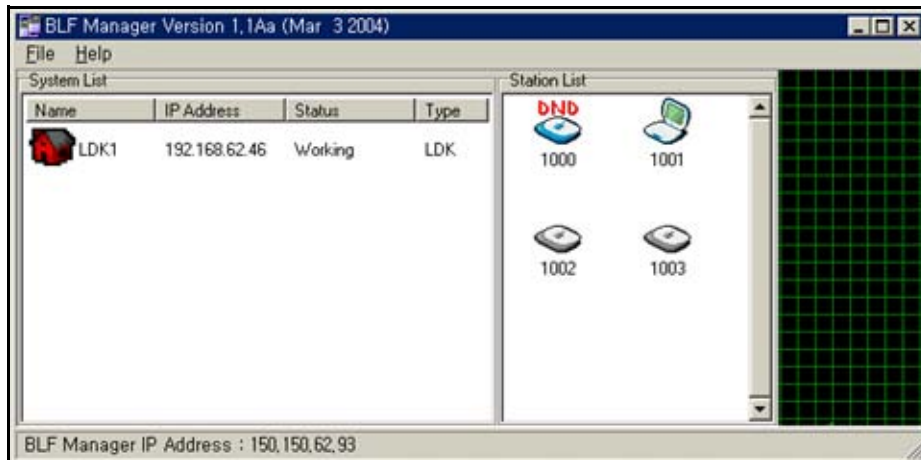 BLF Manager Version 1,1Aa (Mar 3 2004)
File Help
System List
Name IP Address Status Type
LDK1 192.168.62.46 Working LDK
Station List
DND
1000 1001
1002 1003
BLF Manager IP Address : 150,150,62,93